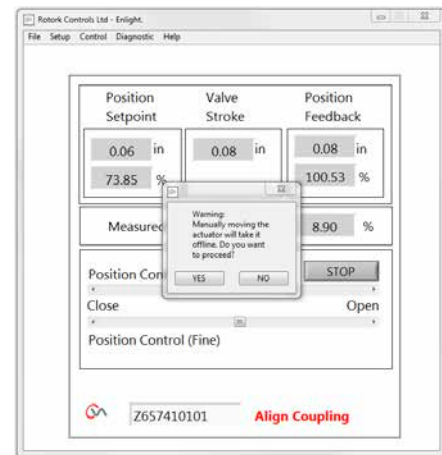 Rotork Controls Ltd - Enlight.
File Setup Control Diagnostic Help
Position Setpoint
Valve Stroke
Position Feedback
0.06 in
0.08 in
0.08 in
73.85 %
100.53 %
Warning:
Manually moving the
actuator will take it
offline. Do you want
to proceed?
YES NO
Measured
8.90 %
Position Con
STOP
Close Open
Position Control (Fine)
Z657410101 Align Coupling